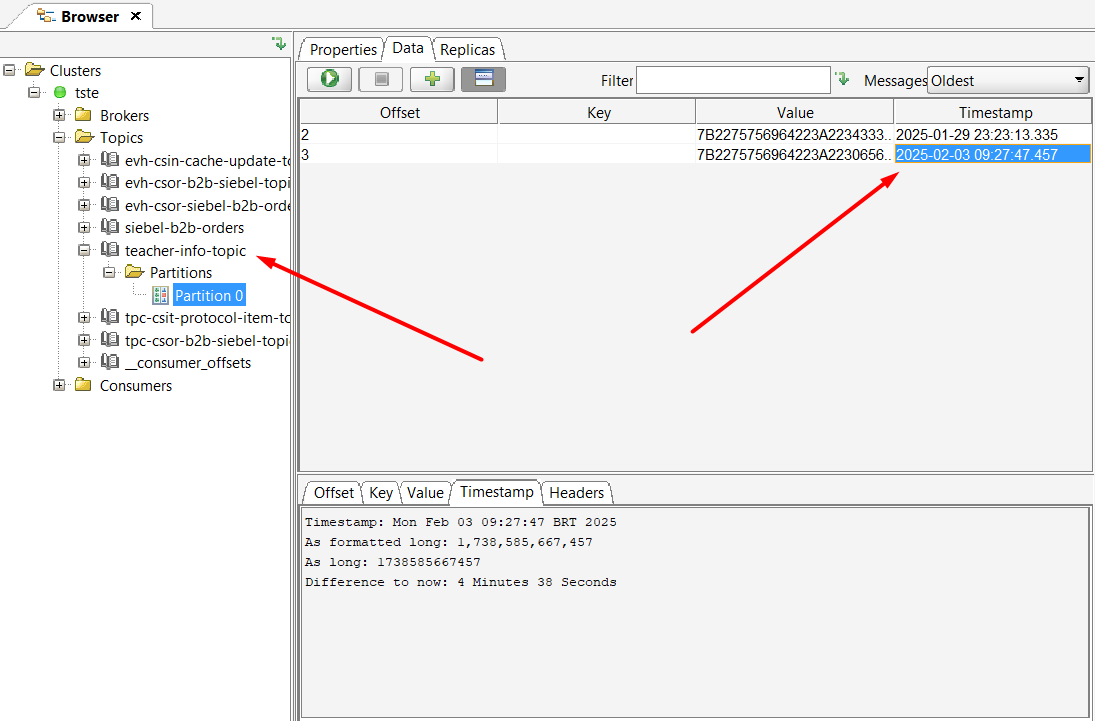 Browser
Clusters
tste
Brokers
Topics
evh-csin-cache-update-to
evh-csor-b2b-siebel-topi
evh-csor-siebel-b2b-orde
siebel-b2b-orders
teacher-info-topic
Partitions
Partition 0
tpc-csit-protocol-item-to
tpc-csor-b2b-siebel-topi
__consumer_offsets
Consumers
Properties Data Replicas
Filter Messages Oldest
Offset Key Value Timestamp
2 7B2275756964223A2234333... 2025-01-29 23:23:13.335
3 7B2275756964223A2230656... 2025-02-03 09:27:47.457
Offset Key Value Timestamp Headers
Timestamp: Mon Feb 03 09:27:47 BRT 2025
As formatted long: 1,738,585,667,457
As long: 1738585667457
Difference to now: 4 Minutes 38 Seconds